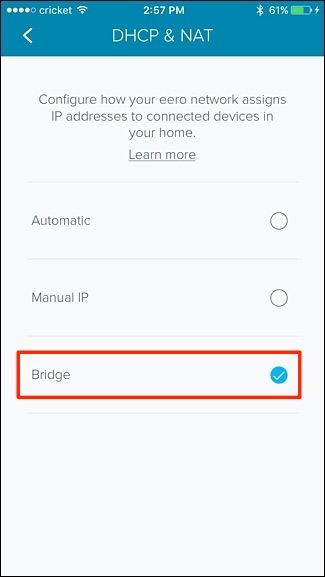 cricket 2:57 PM 61%
DHCP & NAT
Configure how your eero network assigns
IP addresses to connected devices in
your home.
Learn more
Automatic
Manual IP
Bridge